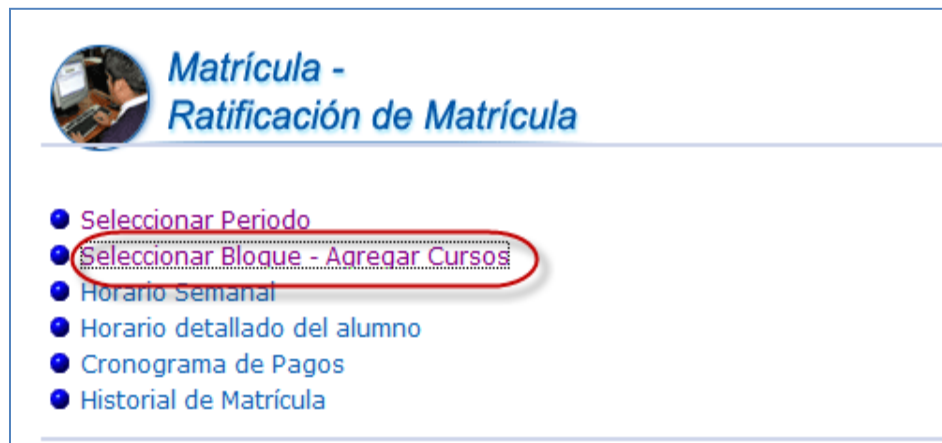 Matrícula -
Ratificación de Matrícula
Seleccionar Periodo
Seleccionar Bloque - Agregar Cursos
Horario Semanal
Horario detallado del alumno
Cronograma de Pagos
Historial de Matrícula